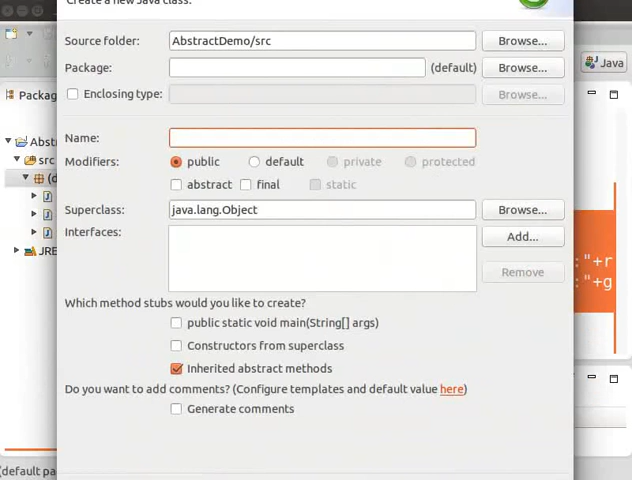 Create a new Java class.
Source folder: AbstractDemo/src Browse...
Java
Package: (default) Browse...
Packag
Enclosing type: Browse...
Name:
Abst
Modifiers: public default private protected
src
(d
abstract final static
Superclass: java.lang.Object Browse...
Interfaces: Add...
JRE
:"+r
Remove
:"+g
Which method stubs would you like to create?
public static void main(String[] args)
Constructors from superclass
Inherited abstract methods
Do you want to add comments? (Configure templates and default value here)
Generate comments
(default pa